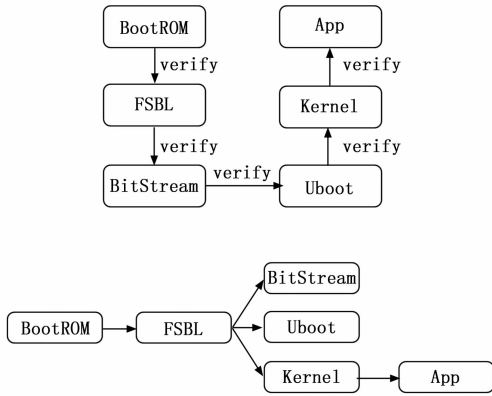 BootROM
verify
FSBL
verify
BitStream
verify
Uboot
verify
Kernel
verify
App
BootROM
FSBL
BitStream
Uboot
Kernel
App